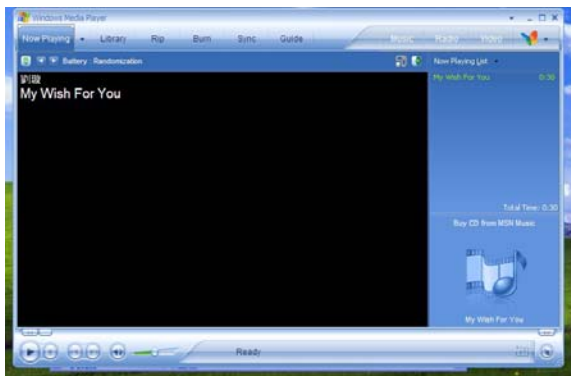 Windows Media Player
Now Playing
Library
Rip
Burn
Sync
Guide
Music
Radio
Video
Battery: Randomization
Now Playing List
My Wish For You
My Wish For You 0:30
Total Time: 0:30
Buy CD from MSN Music
My Wish For You
Ready